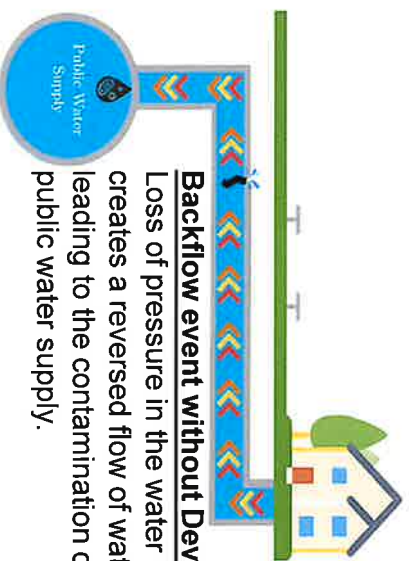 Public Water
Supply
Backflow event without Dev
Loss of pressure in the water
creates a reversed flow of wat
leading to the contamination o
public water supply.